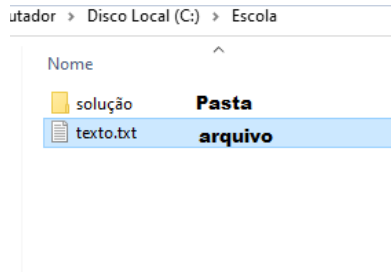 utador > Disco Local (C:) > Escola
Nome
solução Pasta
texto.txt arquivo